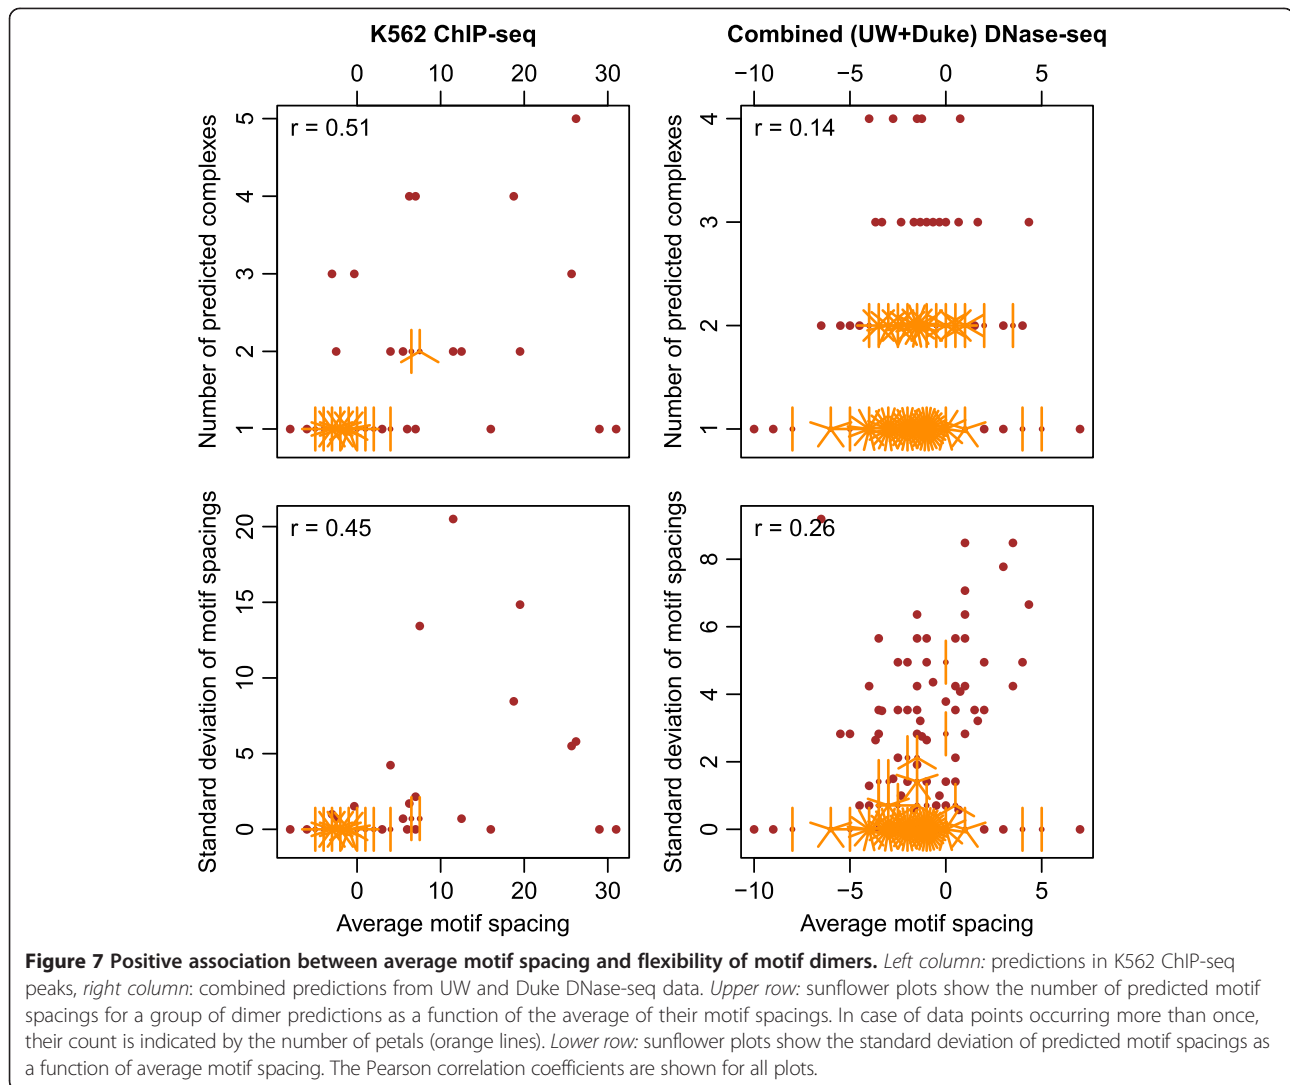 K562 ChIP-seq
Combined (UW+Duke) DNase-seq
0 10 20 30
−10 −5 0 5
Number of predicted complexes
1 2 3 4 5
r = 0.51
Number of predicted complexes
1 2 3 4
r = 0.14
Standard deviation of motif spacings
0 5 10 15 20
r = 0.45
Standard deviation of motif spacings
0 2 4 6 8
r = 0.26
0 10 20 30
−10 −5 0 5
Average motif spacing
Average motif spacing
Figure 7 Positive association between average motif spacing and flexibility of motif dimers. Left column: predictions in K562 ChIP-seq
peaks, right column: combined predictions from UW and Duke DNase-seq data. Upper row: sunflower plots show the number of predicted motif
spacings for a group of dimer predictions as a function of the average of their motif spacings. In case of data points occurring more than once,
their count is indicated by the number of petals (orange lines). Lower row: sunflower plots show the standard deviation of predicted motif spacings as
a function of average motif spacing. The Pearson correlation coefficients are shown for all plots.